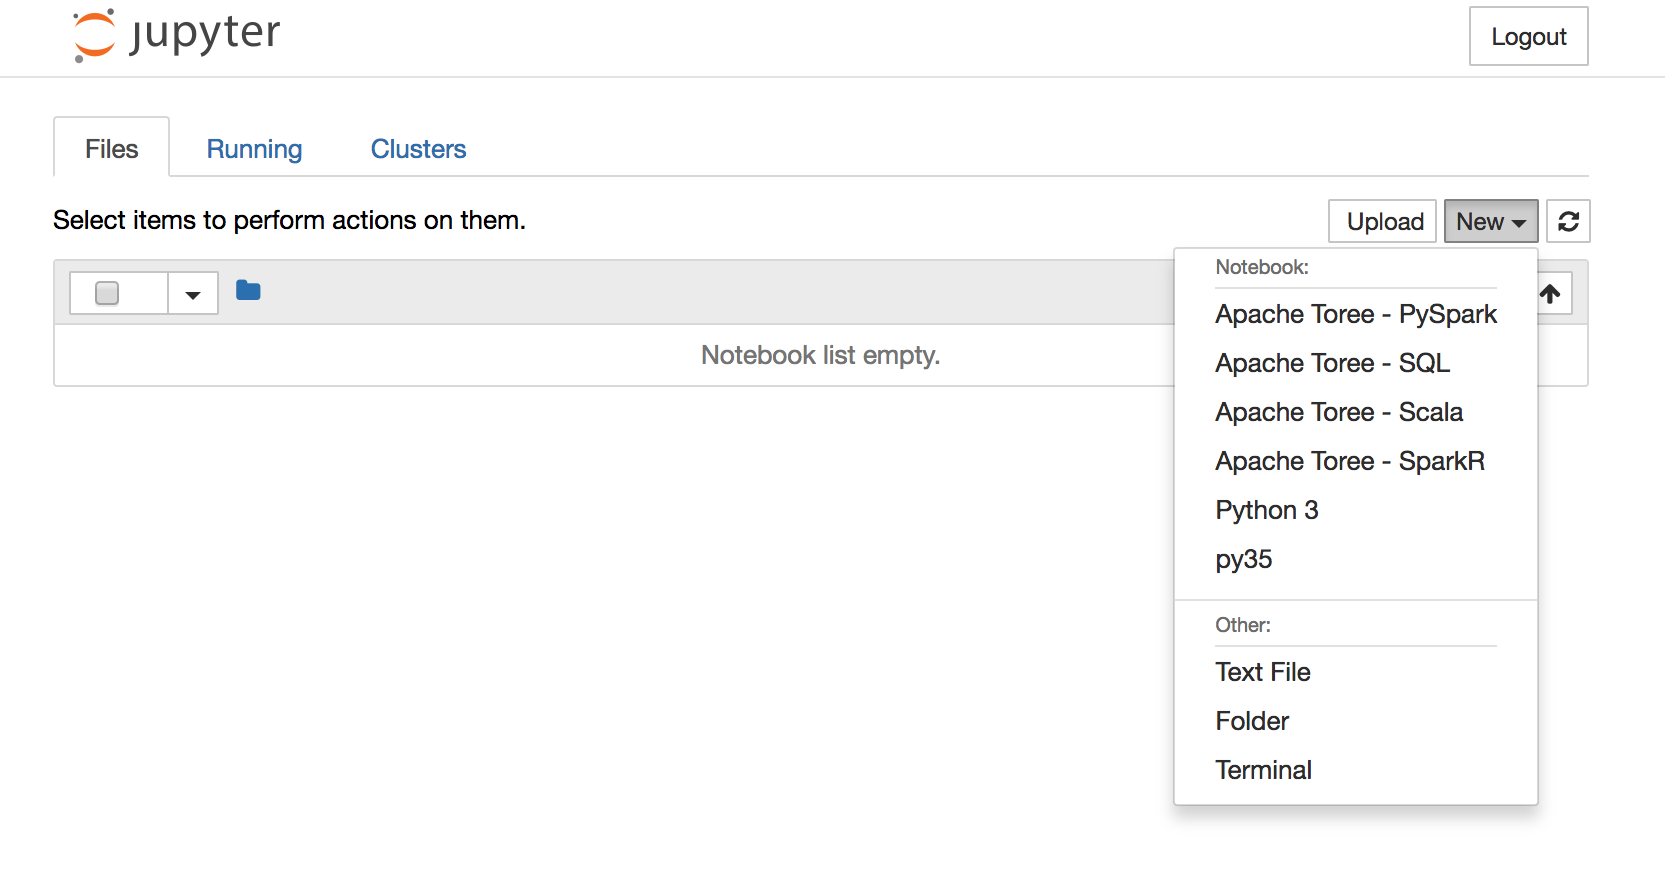 jupyter
Logout
Files Running Clusters
Select items to perform actions on them.
Upload New
Notebook list empty.
Notebook:
Apache Toree - PySpark
Apache Toree - SQL
Apache Toree - Scala
Apache Toree - SparkR
Python 3
py35
Other:
Text File
Folder
Terminal